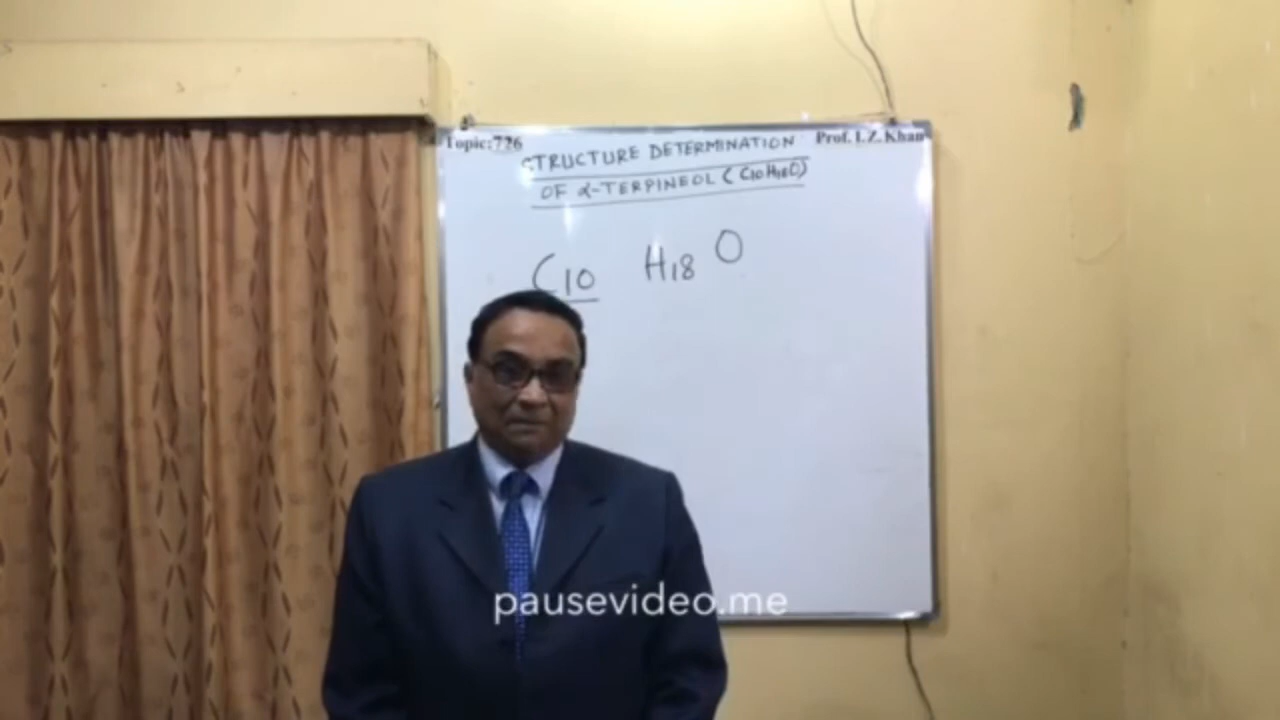 Topic:726
STRUCTURE DETERMINATION
Prof. I.Z. Khan
OF α-TERPINEOL (C10H18O)
C10 H18 O
pausevideo.me